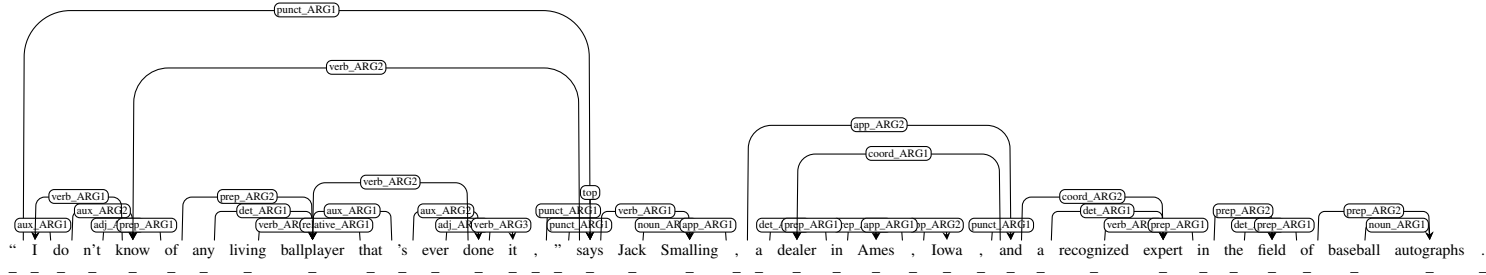 punct_ARG1
verb_ARG2
app_ARG2
coord_ARG1
verb_ARG2
top
verb_ARG1 prep_ARG2 coord_ARG2
aux_ARG2 det_ARG1 aux_ARG1 aux_ARG2 punct_ARG1 verb_ARG1 det_ARG1 prep_ARG2 prep_ARG2
aux_ARG1 prep_ARG1 verb_ARG3 punct_ARG1 app_ARG1 prep_ARG1 app_ARG1 punct_ARG1 prep_ARG1 prep_ARG1 noun_ARG1
“ I do n't know of any living ballplayer that 's ever done it , ” says Jack Smalling , a dealer in Ames , Iowa , and a recognized expert in the field of baseball autographs .
_ _ _ _ _ _ _ _ _ _ _ _ _ _ _ _ _ _ _ _ _ _ _ _ _ _ _ _ _ _ _ _ _ _ _ _ _ _